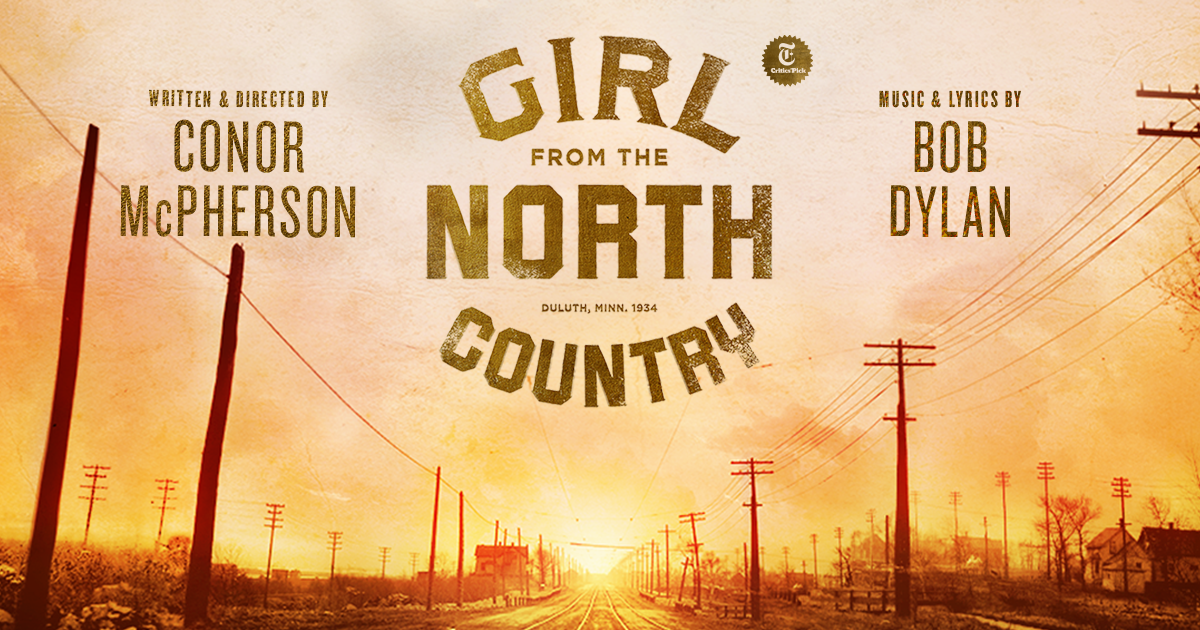 WRITTEN & DIRECTED BY
CONOR
McPHERSON
GIRL
FROM THE
NORTH
DULUTH, MINN. 1934
COUNTRY
T
Critics' Pick
MUSIC & LYRICS BY
BOB
DYLAN